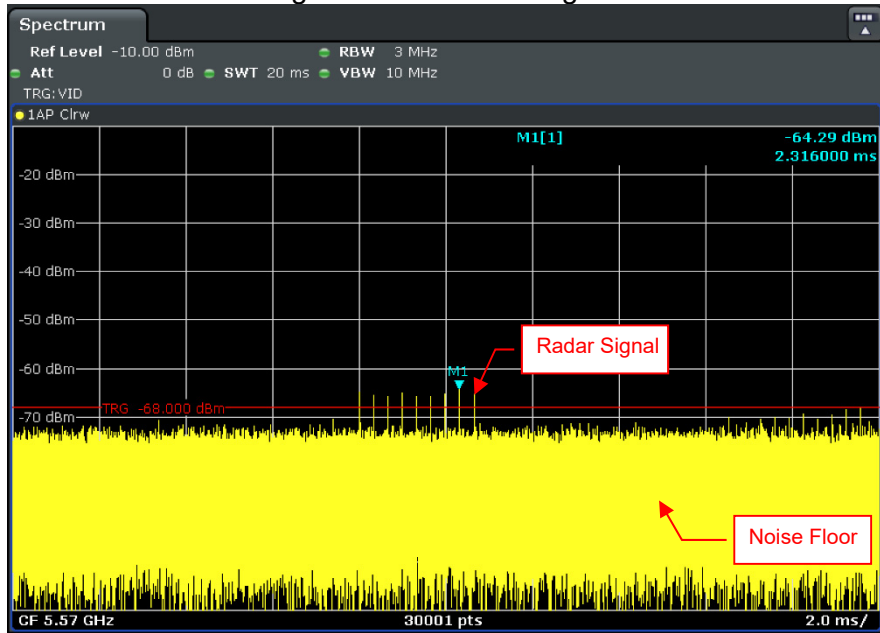 Spectrum
Ref Level -10.00 dBm RBW 3 MHz
Att 0 dB SWT 20 ms VBW 10 MHz
TRG:VID
1AP Clrw
M1[1] -64.29 dBm
2.316000 ms
-20 dBm
-30 dBm
-40 dBm
-50 dBm
Radar Signal
-60 dBm
M1
TRG -68.000 dBm
-70 dBm
Noise Floor
CF 5.57 GHz 30001 pts 2.0 ms/